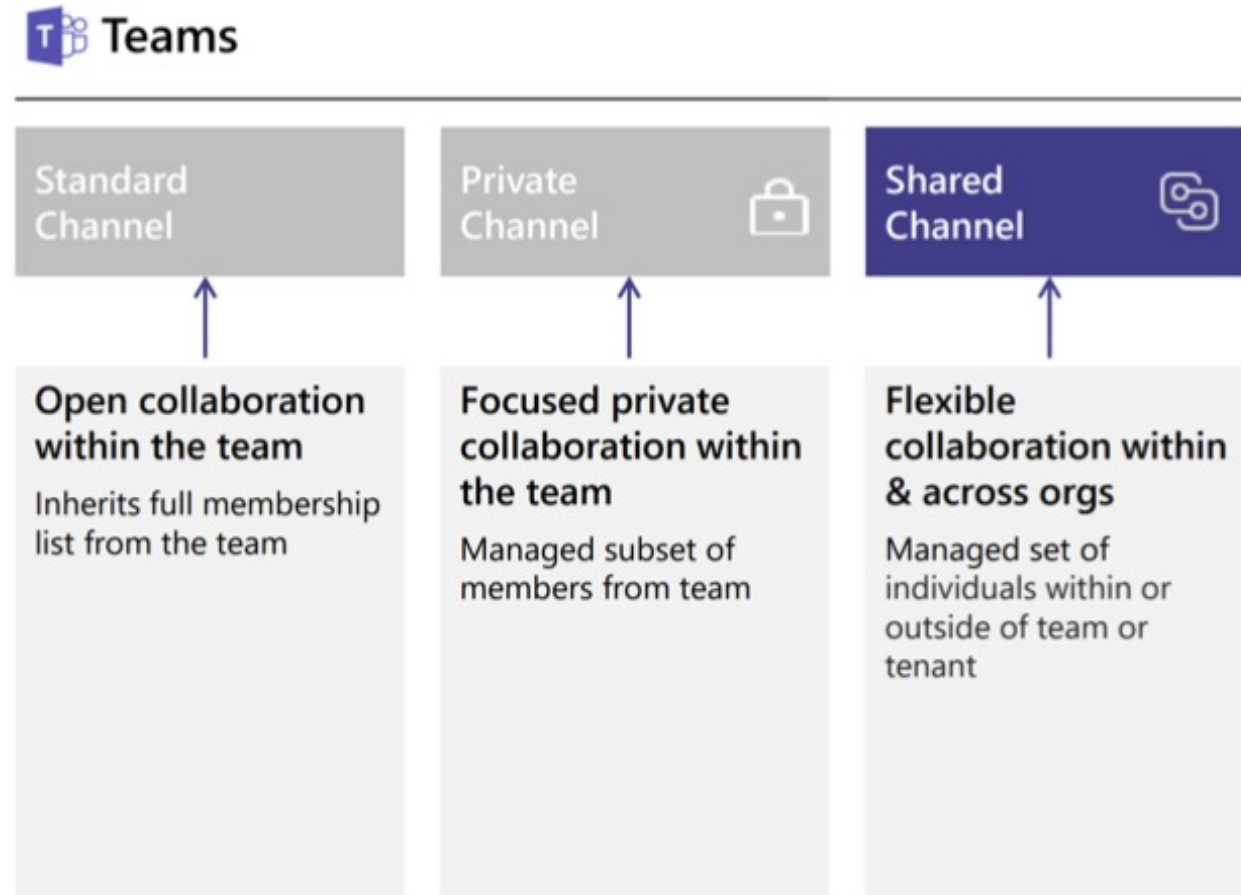 T
Teams
Standard
Channel
Open collaboration
within the team
Inherits full membership
list from the team
Private
Channel
Focused private
collaboration within
the team
Managed subset of
members from team
Shared
Channel
Flexible
collaboration within
& across orgs
Managed set of
individuals within or
outside of team or
tenant